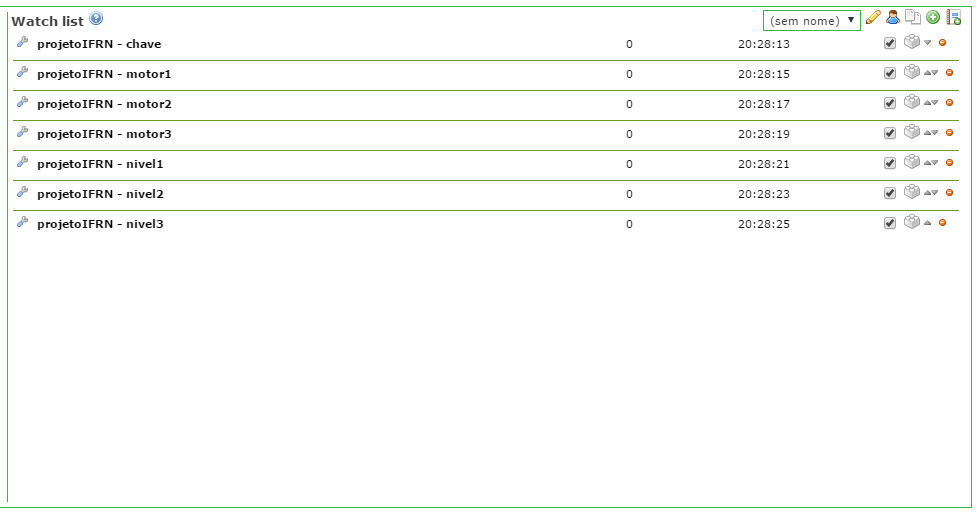 Watch list (sem nome)
projetoIFRN - chave 0 20:28:13
projetoIFRN - motor1 0 20:28:15
projetoIFRN - motor2 0 20:28:17
projetoIFRN - motor3 0 20:28:19
projetoIFRN - nivel1 0 20:28:21
projetoIFRN - nivel2 0 20:28:23
projetoIFRN - nivel3 0 20:28:25